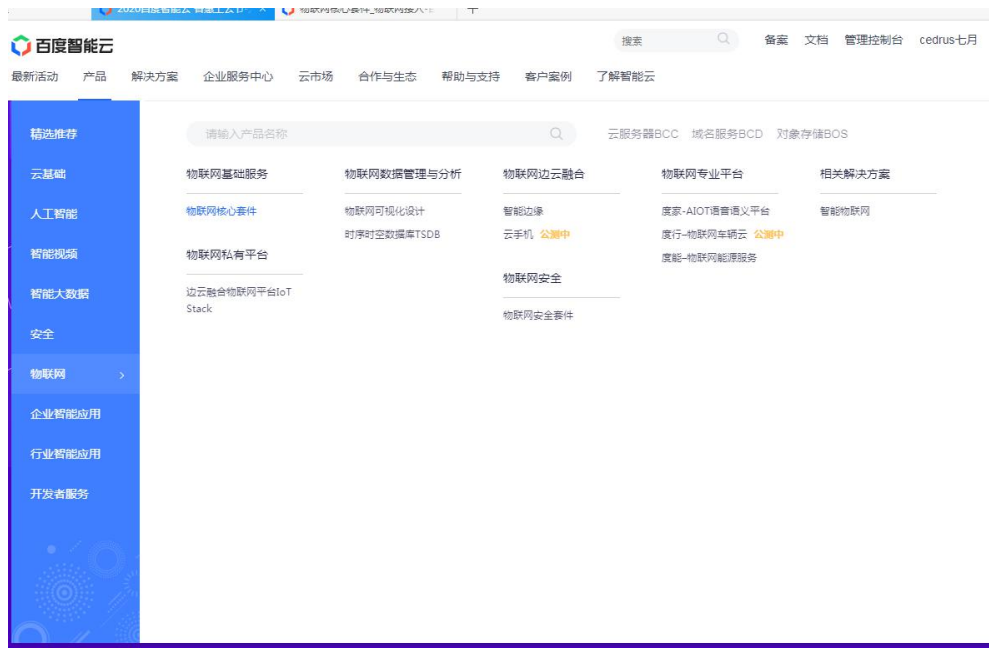 百度智能云
搜索
备案 文档 管理控制台 cedrus七月
最新活动 产品 解决方案 企业服务中心 云市场 合作与生态 帮助与支持 客户案例 了解智能云
精选推荐
云基础
人工智能
智能视频
智能大数据
安全
物联网
企业智能应用
行业智能应用
开发者服务
请输入产品名称
云服务器BCC 域名服务BCD 对象存储BOS
物联网基础服务
物联网核心套件
物联网私有平台
边云融合物联网平台IoT
Stack
物联网数据管理与分析
物联网可视化设计
时序时空数据库TSDB
物联网边云融合
智能边缘
云手机 公测中
物联网安全
物联网安全套件
物联网专业平台
度家-AIOT语音语义平台
度行-物联网车辆云 公测中
度能-物联网能源服务
相关解决方案
智能物联网